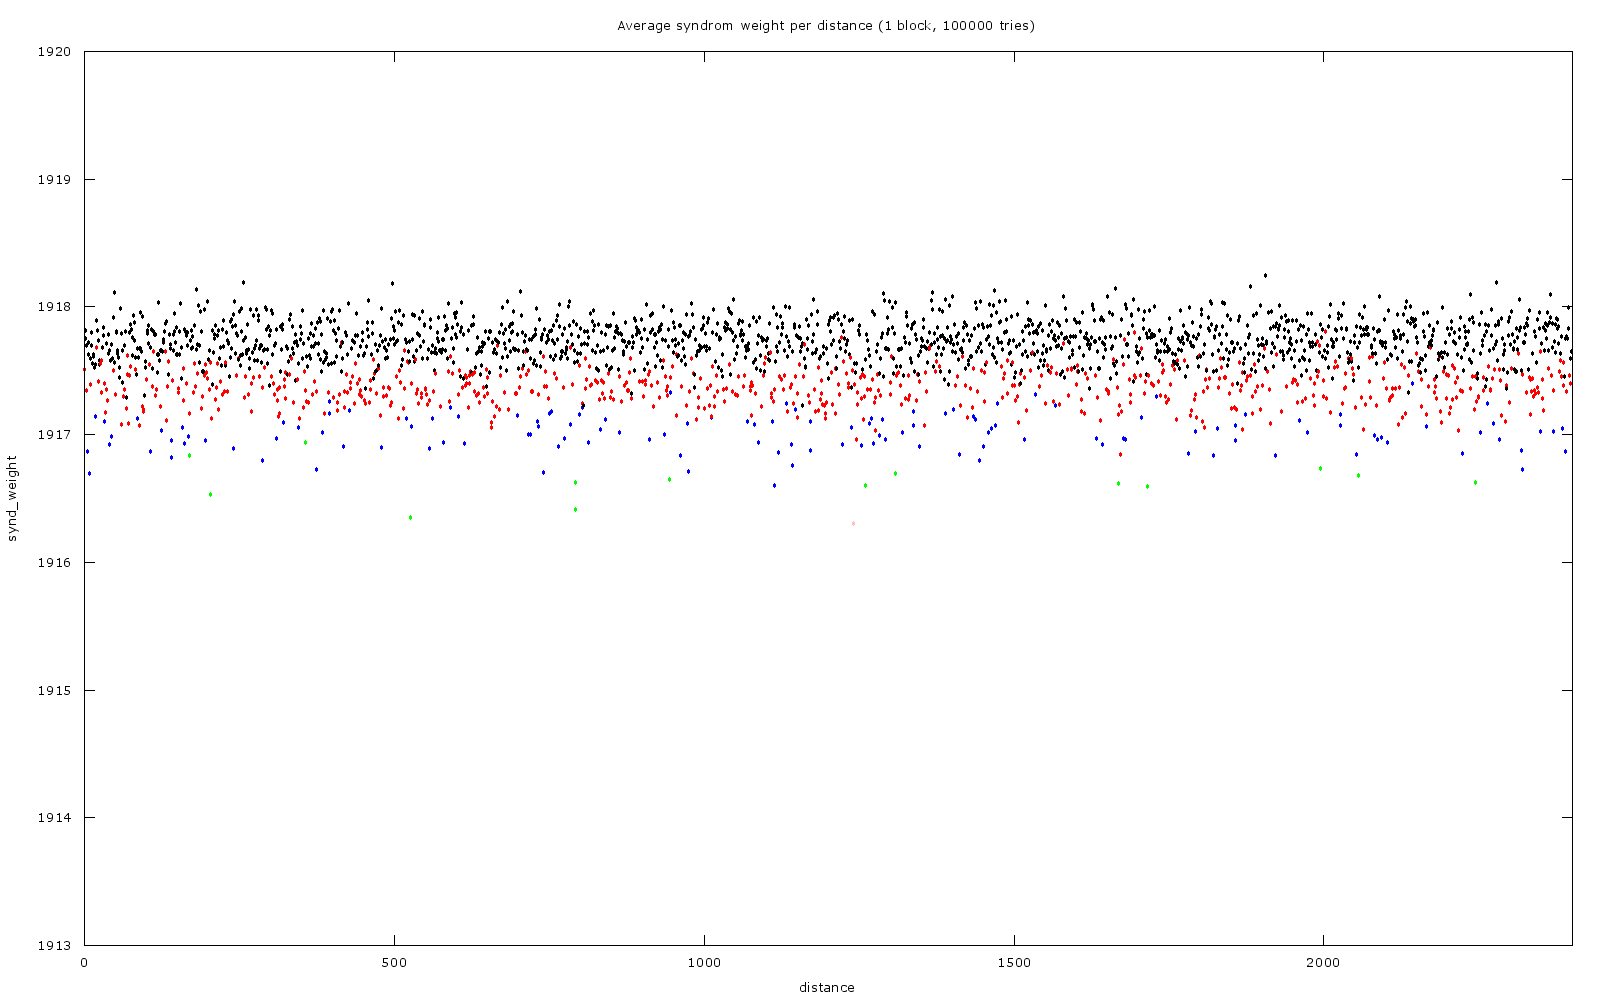 Average syndrom weight per distance (1 block, 100000 tries)
1920
1919
1918
1917
1916
1915
1914
1913
synd_weight
0 500 1000 1500 2000
distance